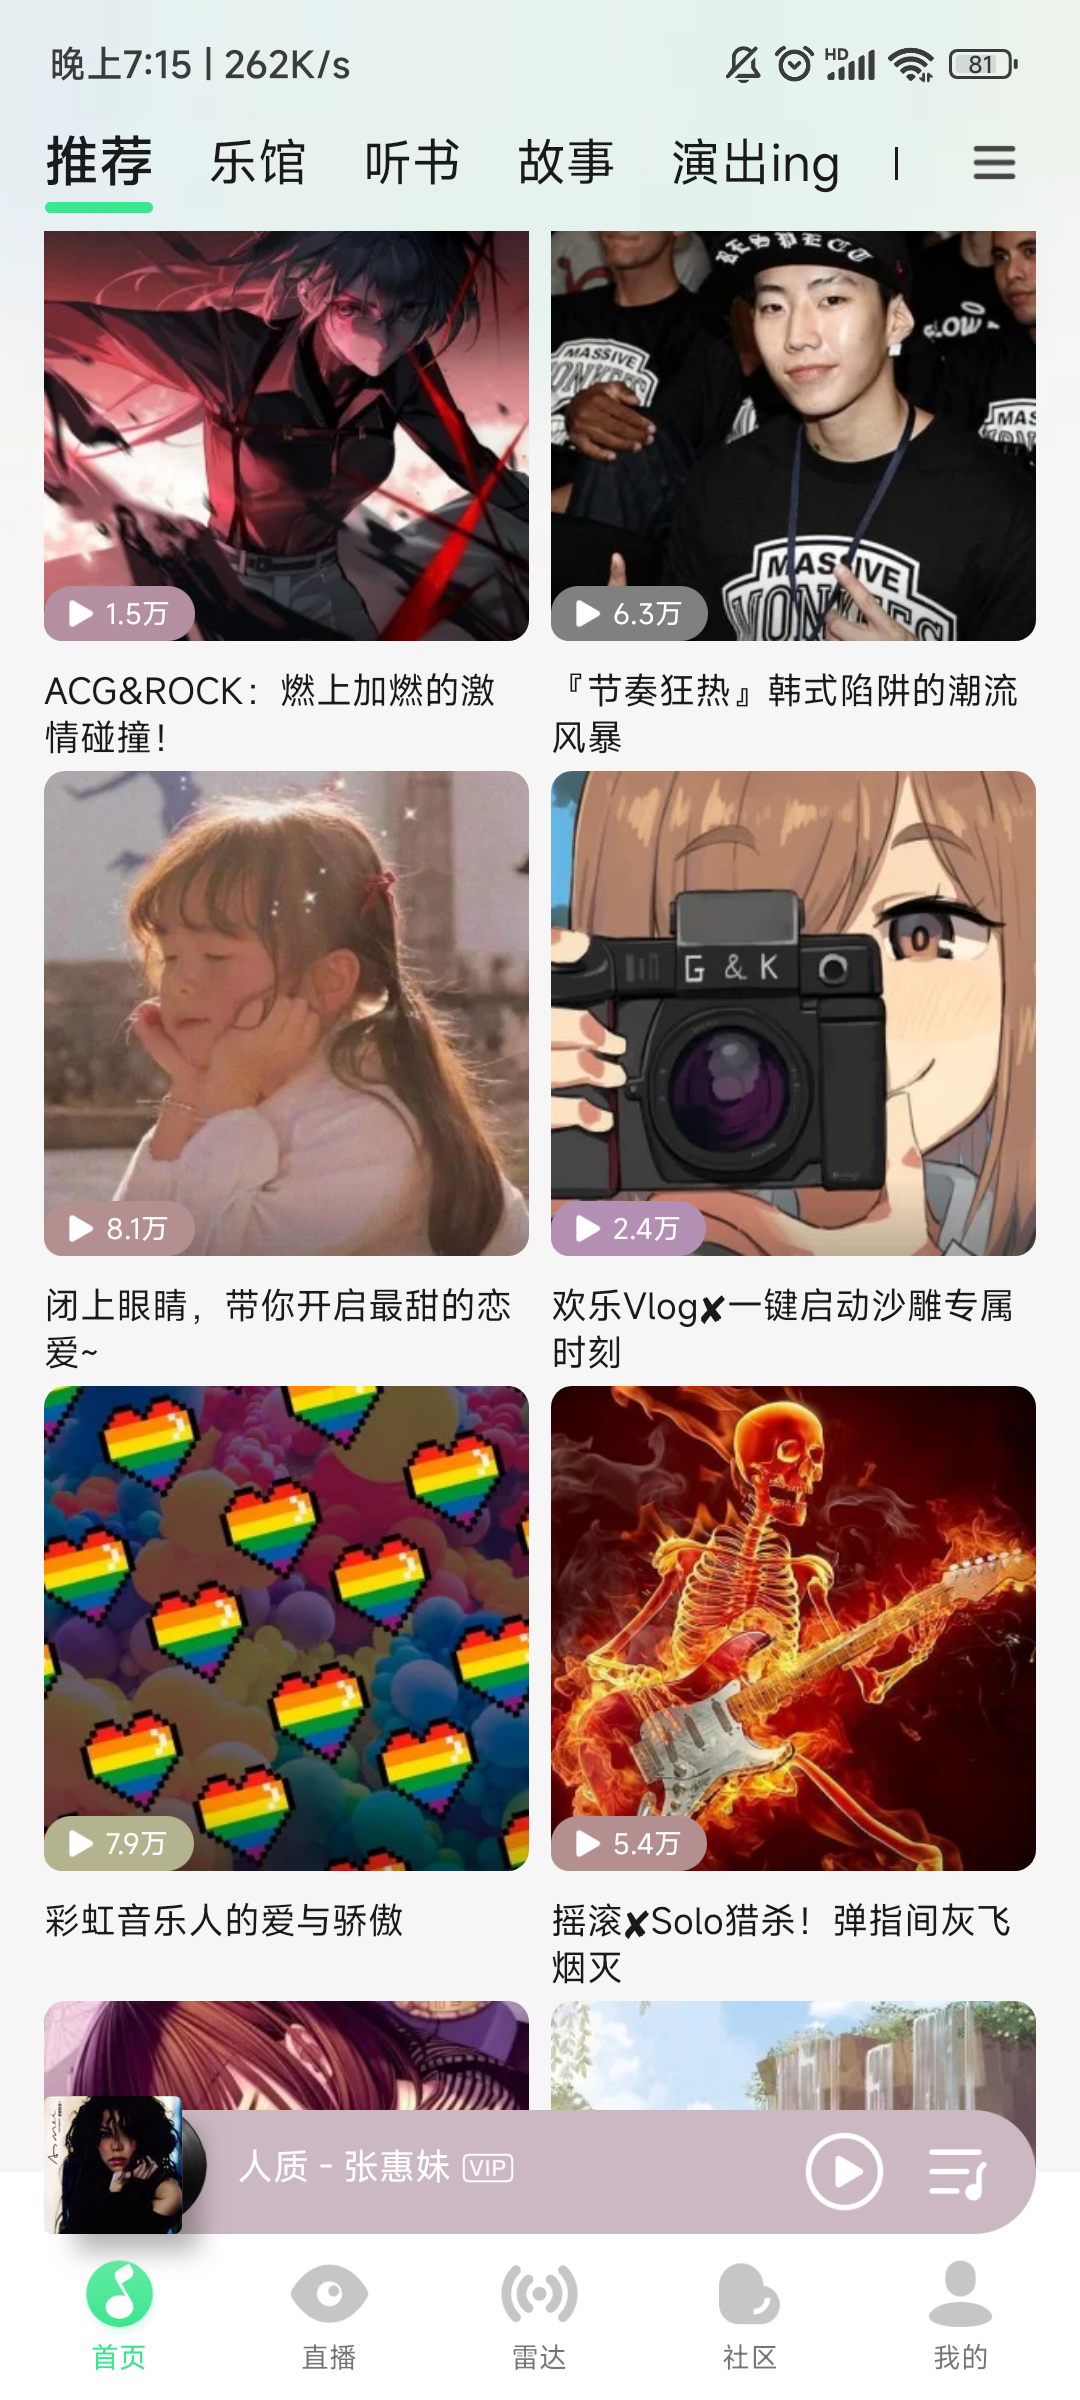 晚上7:15 | 262K/s
HD
81
推荐 乐馆 听书 故事 演出ing
RESPECT
MASSIVE
MASSIVE
1.5万
6.3万
ACG&ROCK：燃上加燃的激
情碰撞！
『节奏狂热』韩式陷阱的潮流
风暴
G & K
8.1万
2.4万
闭上眼睛，带你开启最甜的恋
爱~
欢乐Vlog✘一键启动沙雕专属
时刻
7.9万
5.4万
彩虹音乐人的爱与骄傲
摇滚✘Solo猎杀！弹指间灰飞
烟灭
人质 - 张惠妹 VIP
首页 直播 雷达 社区 我的